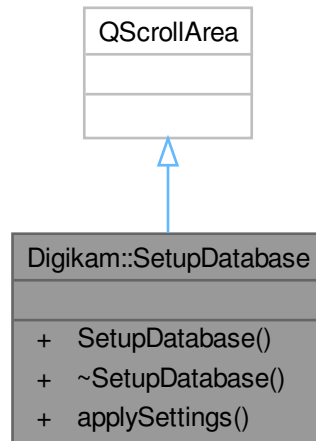 QScrollArea
Digikam::SetupDatabase
+ SetupDatabase()
+ ~SetupDatabase()
+ applySettings()